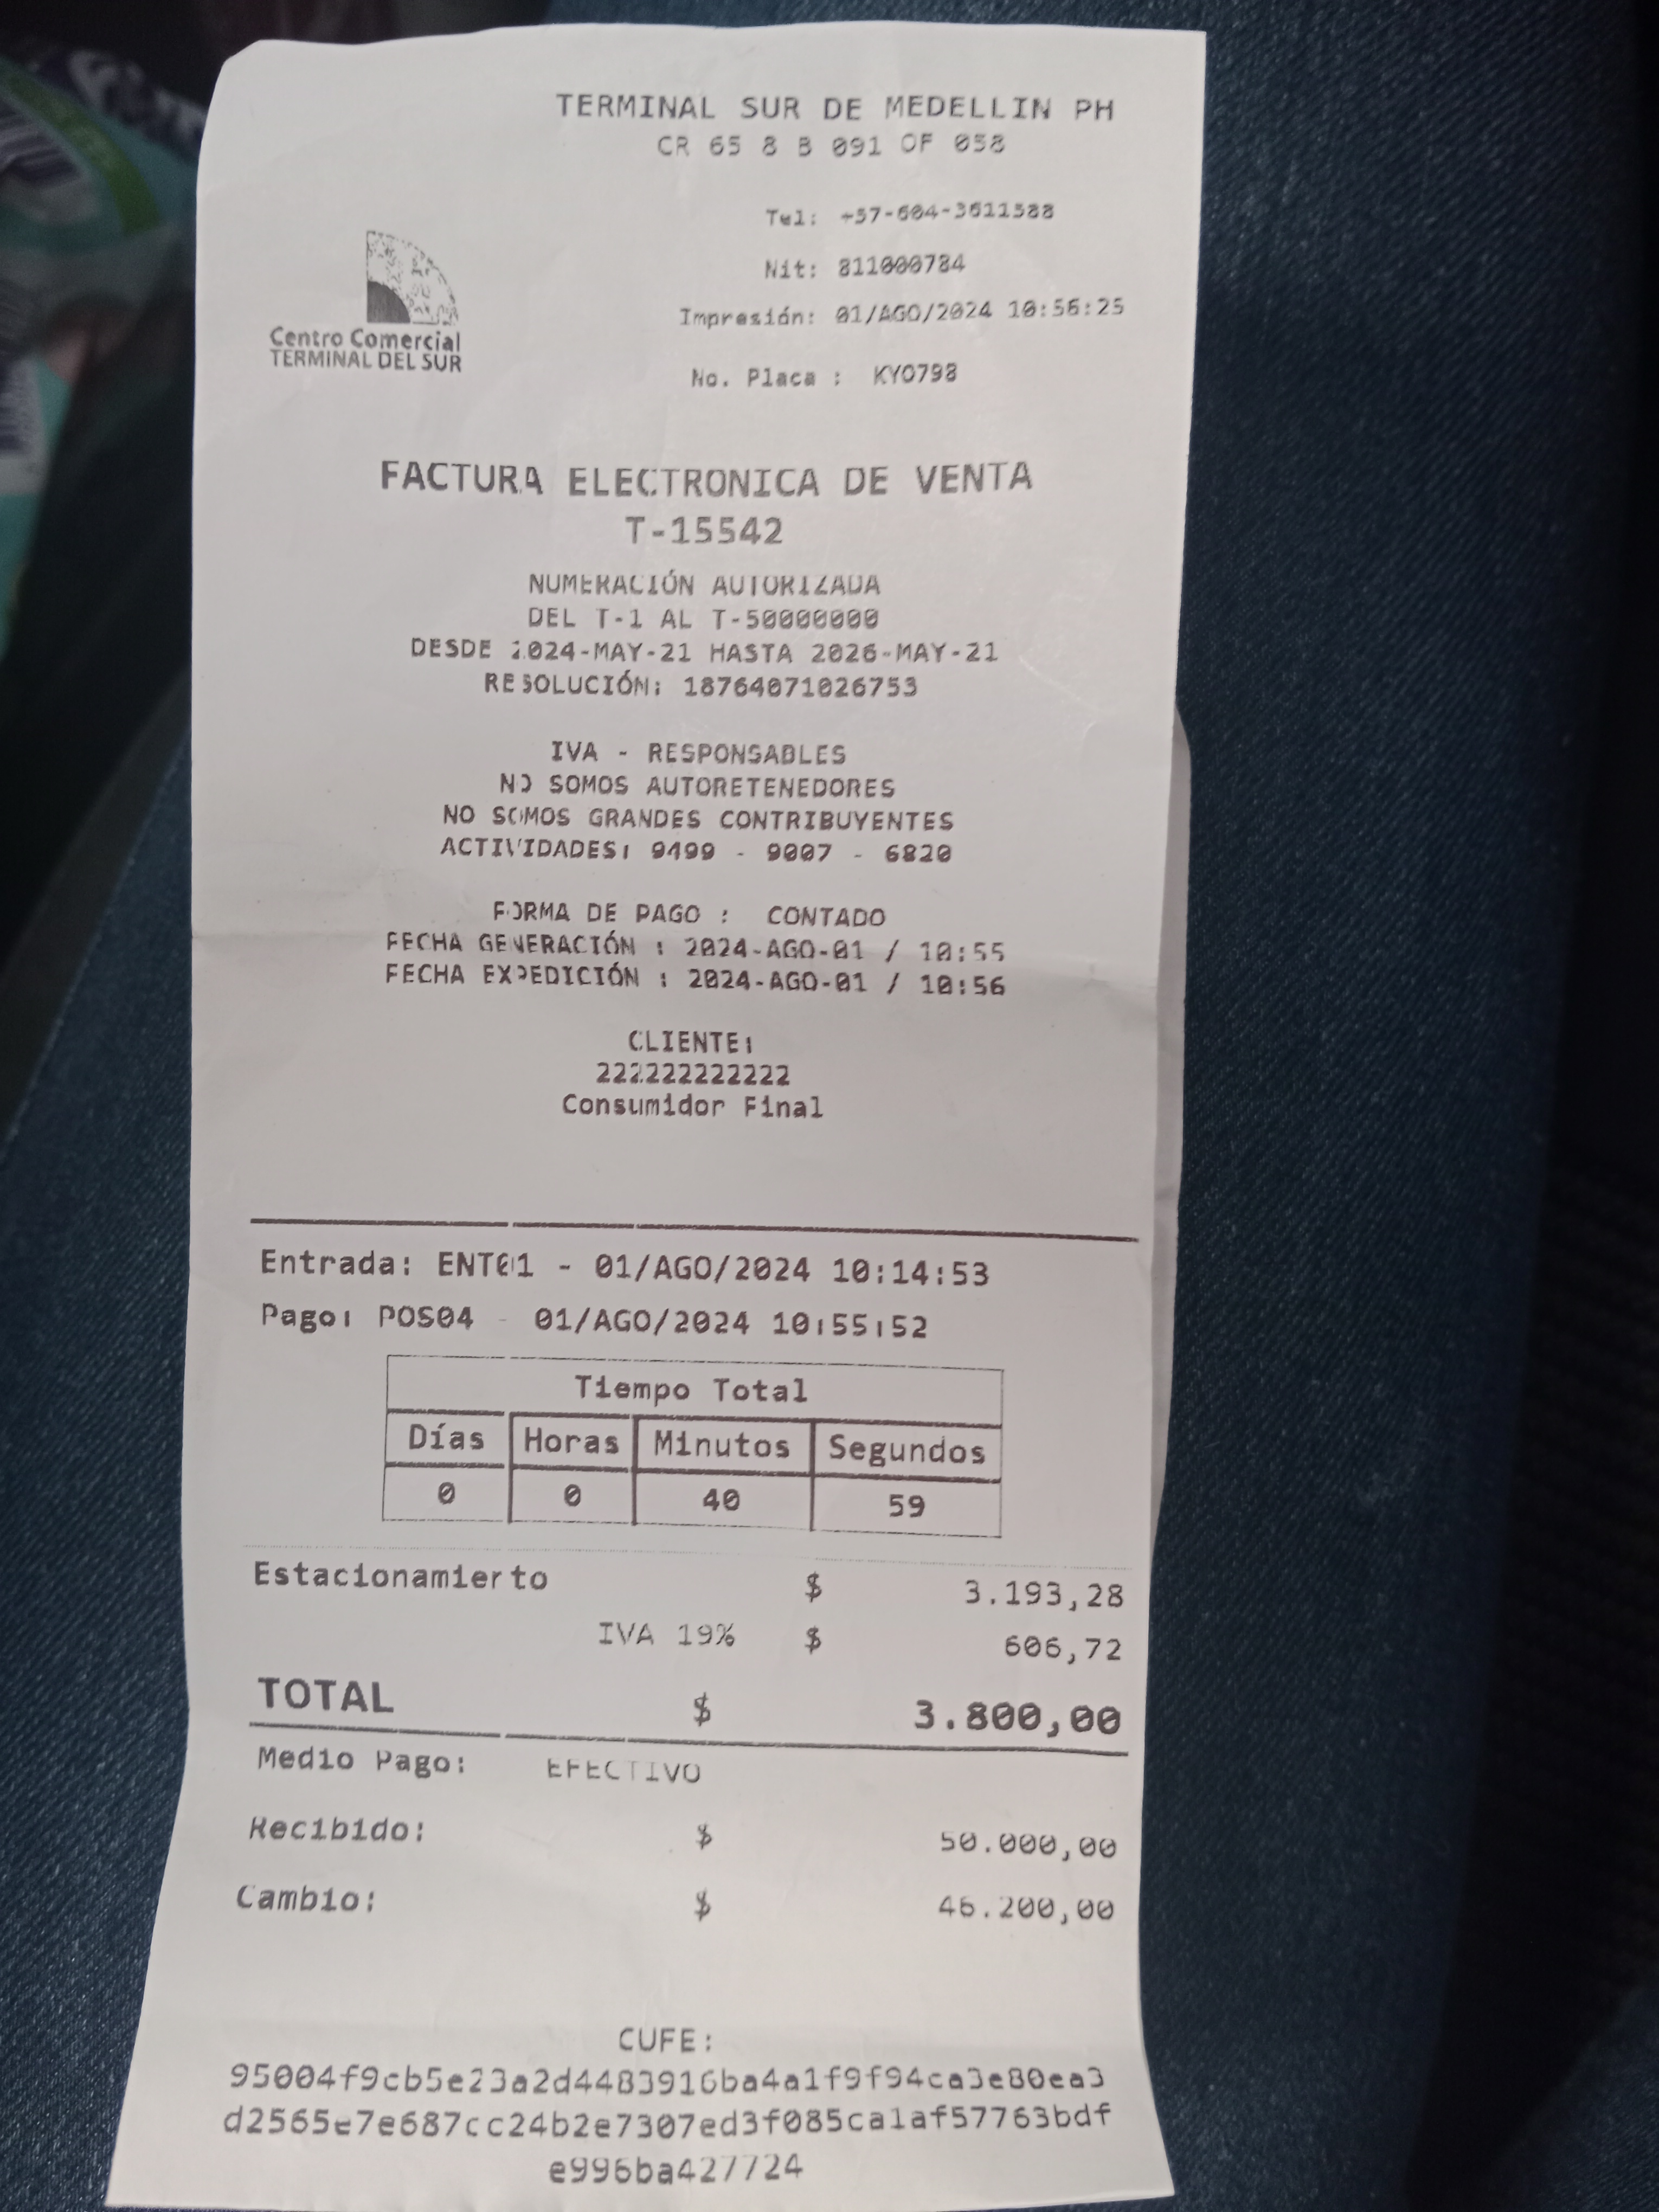 TERMINAL SUR DE MEDELLIN PH
CR 65 8 B 091 OF 058
Tel: +57-604-3611588
Nit: 811000784
Impresión: 01/AGO/2024 10:56:25
No. Placa : KYO798
Centro Comercial
TERMINAL DEL SUR
FACTURA ELECTRONICA DE VENTA
T-15542
NUMERACIÓN AUTORIZADA
DEL T-1 AL T-50000000
DESDE 2024-MAY-21 HASTA 2026-MAY-21
RESOLUCIÓN: 18764071026753
IVA - RESPONSABLES
NO SOMOS AUTORETENEDORES
NO SOMOS GRANDES CONTRIBUYENTES
ACTIVIDADES: 9499 - 9007 - 6820
FORMA DE PAGO : CONTADO
FECHA GENERACIÓN : 2024-AGO-01 / 10:55
FECHA EXPEDICIÓN : 2024-AGO-01 / 10:56
CLIENTE:
222222222222
Consumidor Final
Entrada: ENT01 - 01/AGO/2024 10:14:53
Pago: POS04 - 01/AGO/2024 10:55:52
Tiempo Total
Días Horas Minutos Segundos
0 0 40 59
Estacionamiento $ 3.193,28
IVA 19% $ 606,72
TOTAL $ 3.800,00
Medio Pago: EFECTIVO
Recibido: $ 50.000,00
Cambio: $ 46.200,00
CUFE:
95004f9cb5e23a2d4483916ba4a1f9f94ca3e80ea3
d2565e7e687cc24b2e7307ed3f085ca1af57763bdf
e996ba427724